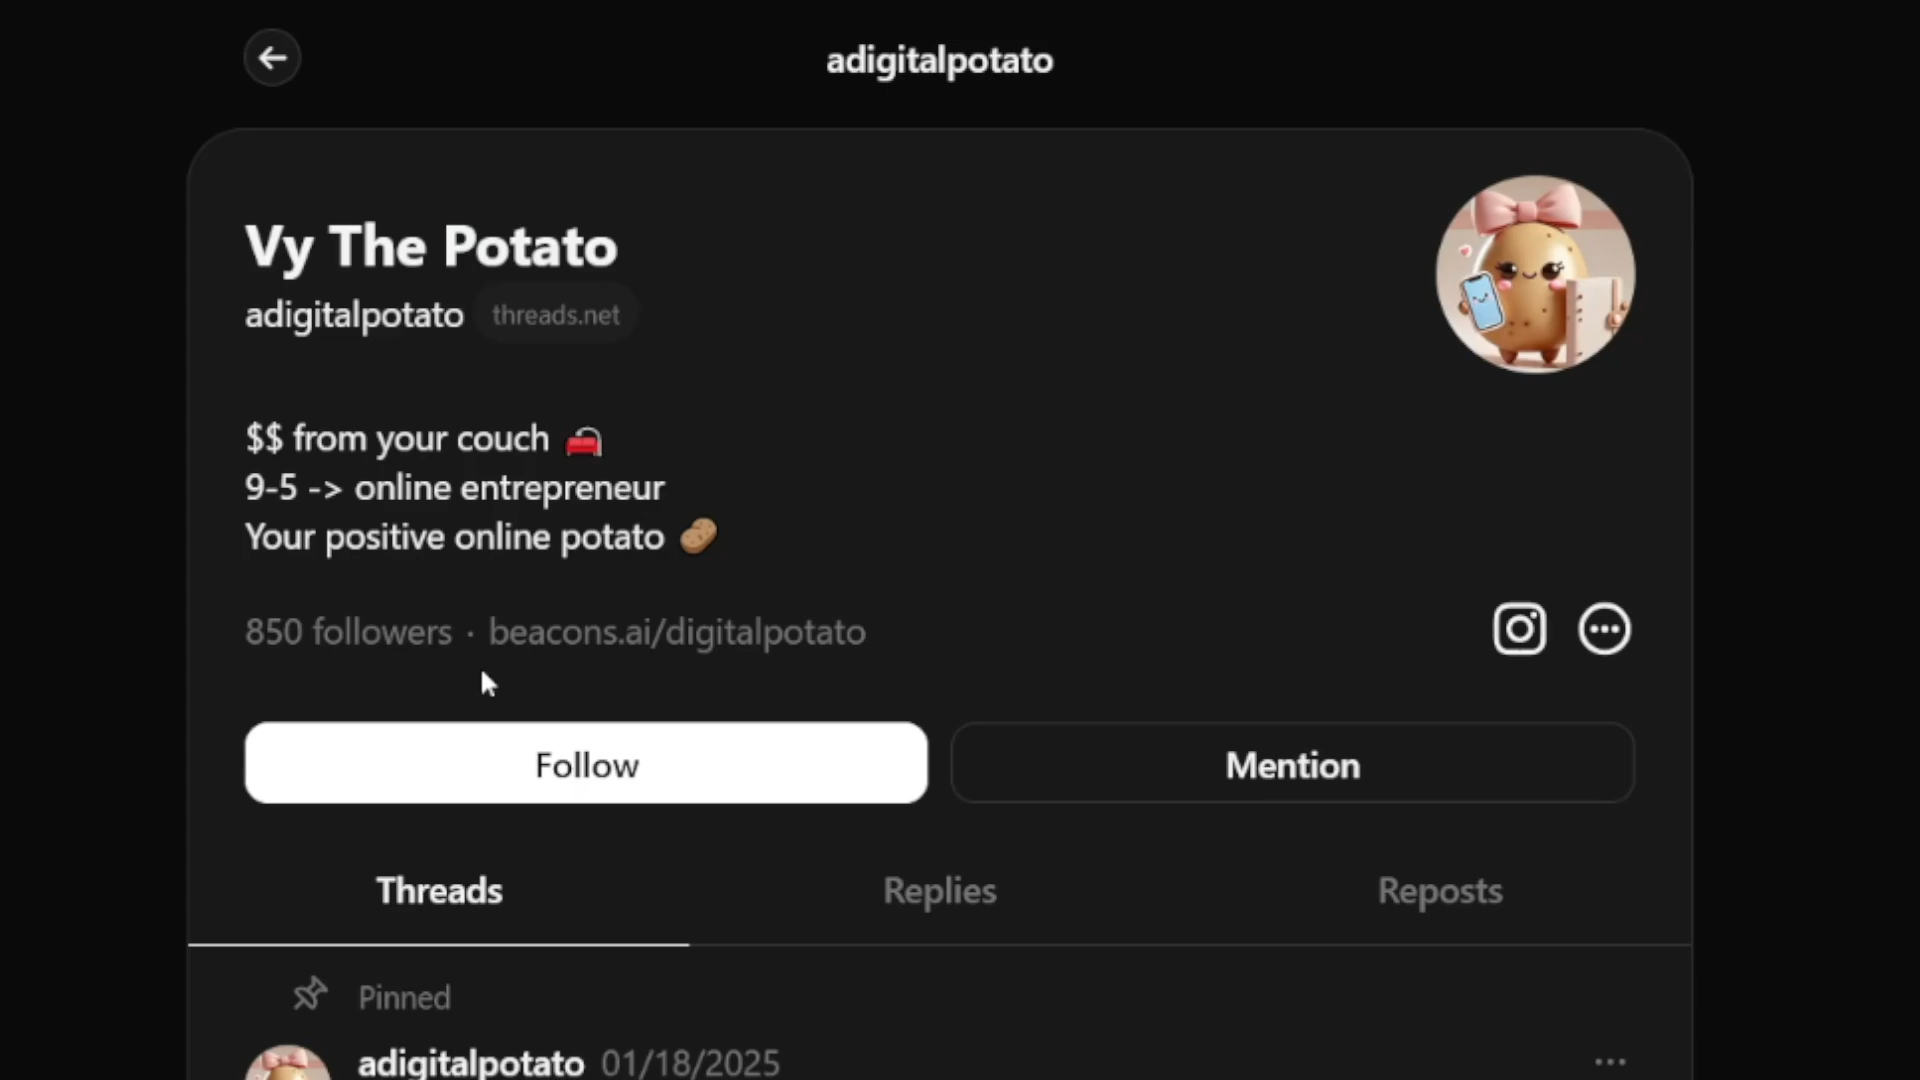 adigitalpotato
Vy The Potato
adigitalpotato threads.net
$$ from your couch 🛋️
9-5 -> online entrepreneur
Your positive online potato 🥔
850 followers · beacons.ai/digitalpotato
Follow
Mention
Threads
Replies
Reposts
Pinned
adigitalpotato 01/18/2025